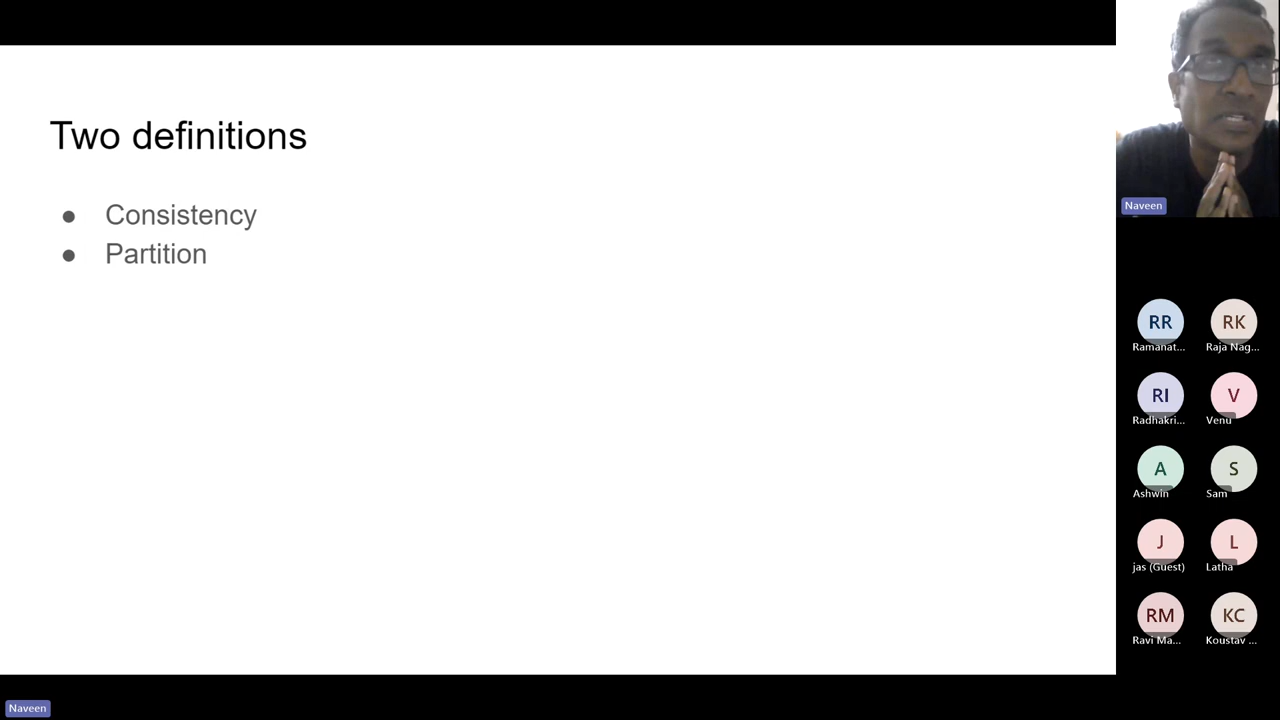 Two definitions
● Consistency
● Partition
Naveen
RR
RK
Ramanat...
Raja Nag...
RI
V
Radhakri...
Venu
A
S
Ashwin
Sam
J
L
jas (Guest)
Latha
RM
KC
Ravi Ma...
Koustav ...
Naveen